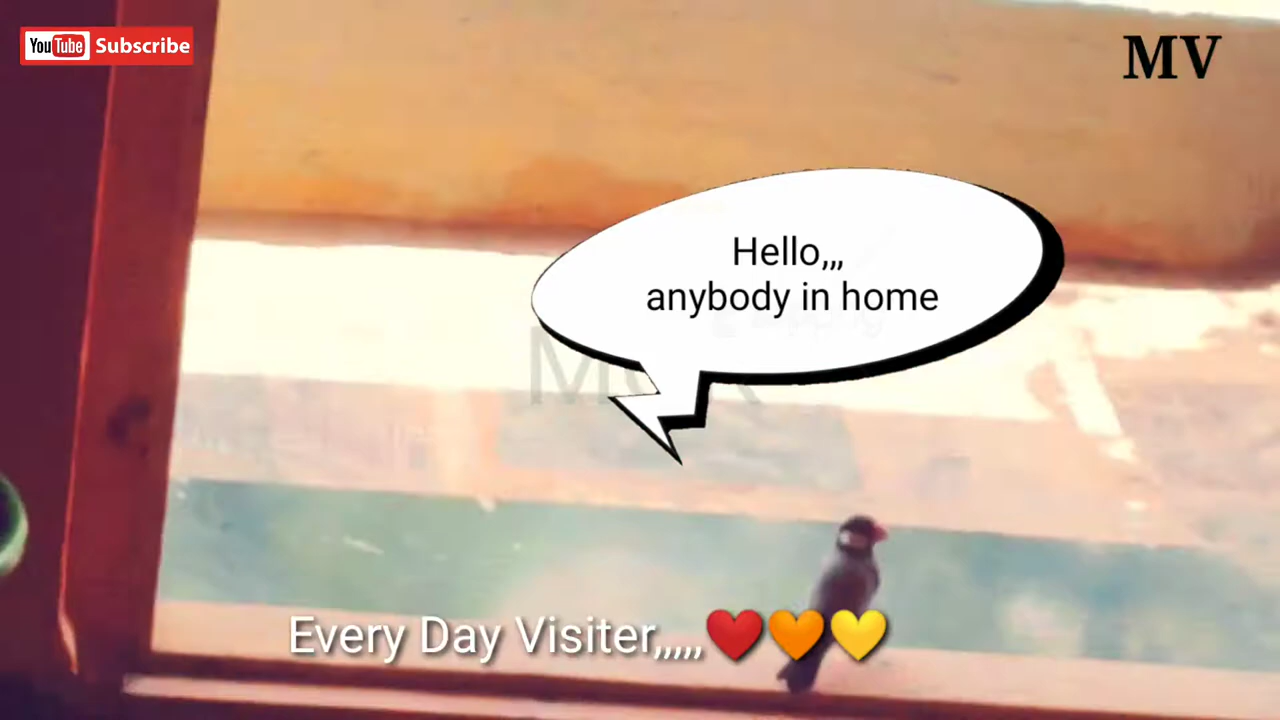 YouTube Subscribe
MV
Hello,,,
anybody in home
Every Day Visiter,,,,,❤️🧡💛